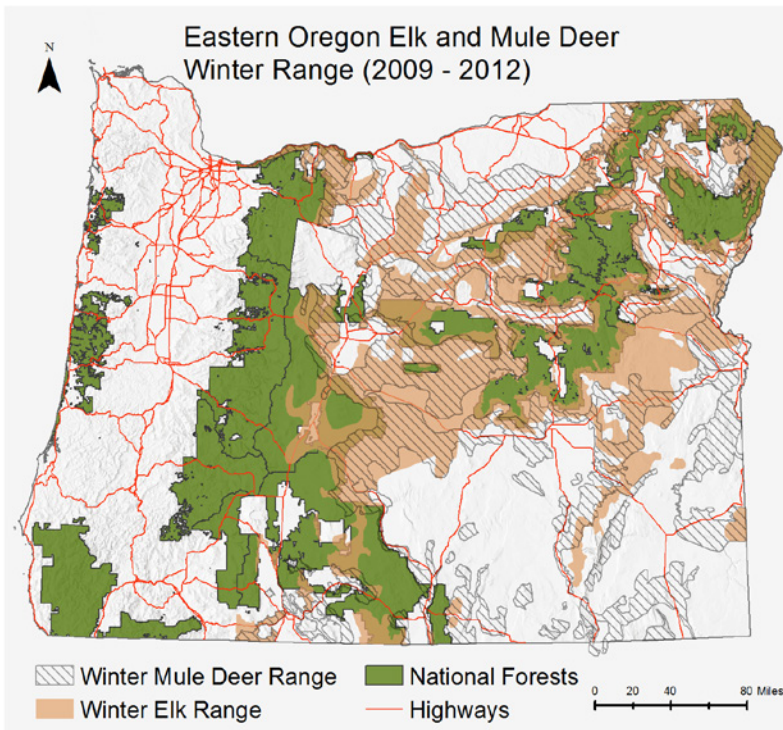 Eastern Oregon Elk and Mule Deer
Winter Range (2009 - 2012)
N
Winter Mule Deer Range
National Forests
Winter Elk Range
Highways
0 20 40 80 Miles